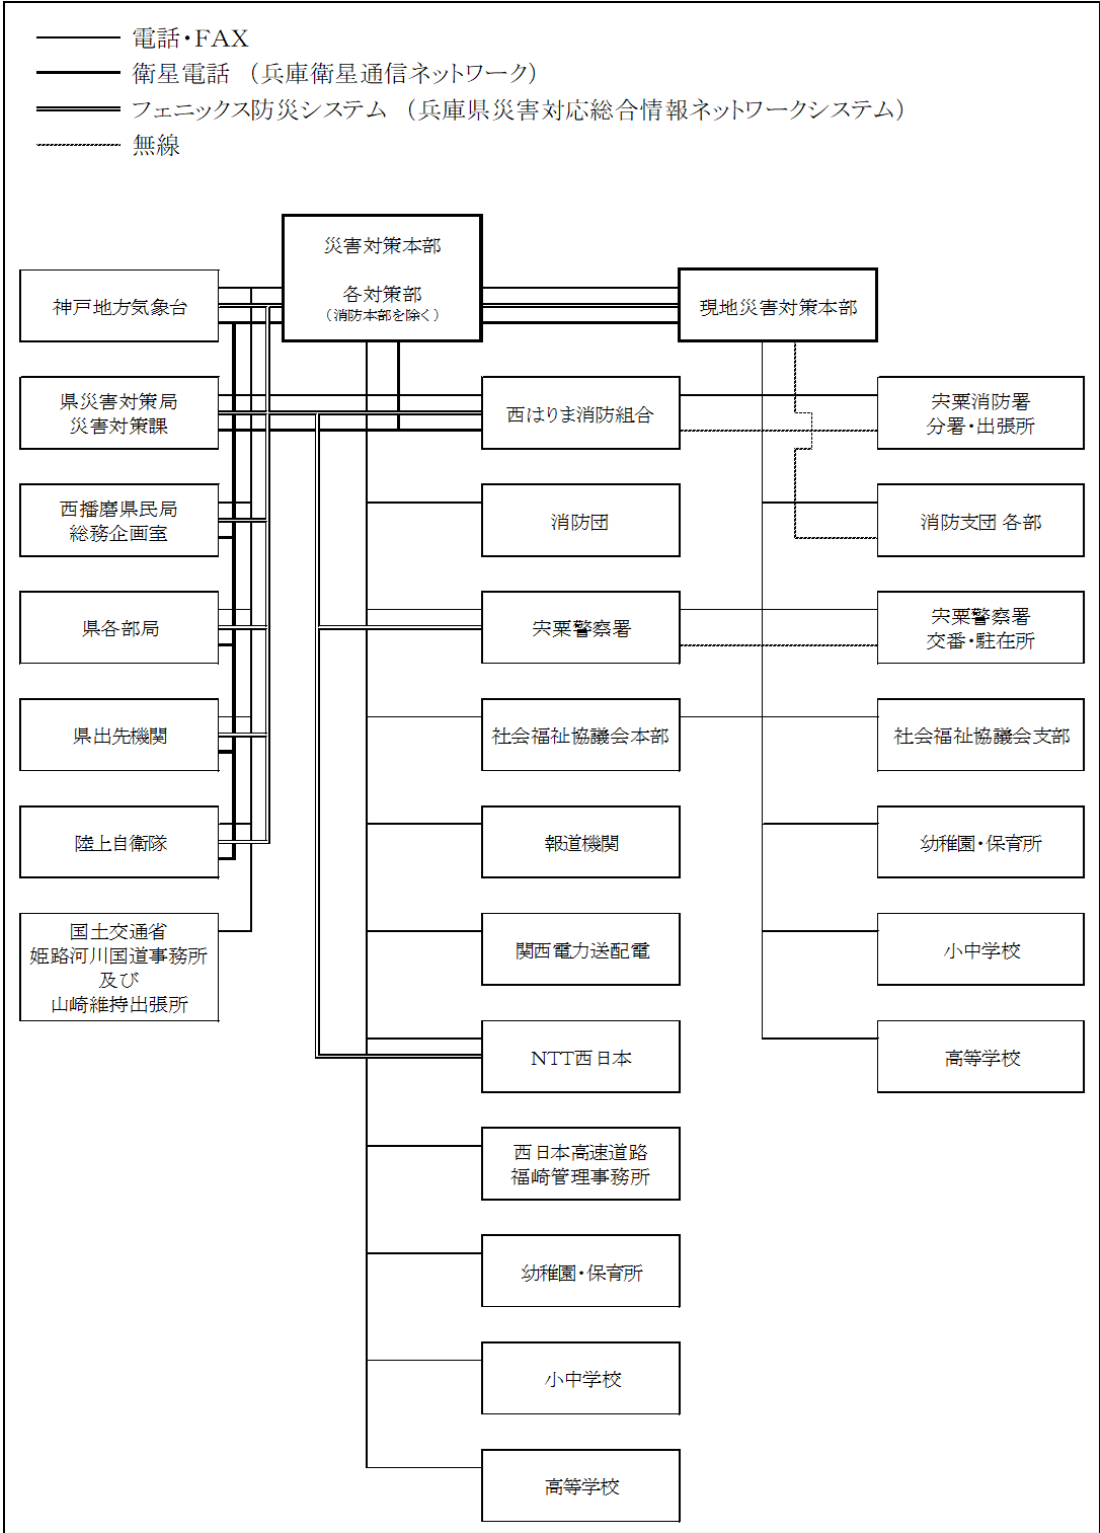 電話・FAX
衛星電話 （兵庫衛星通信ネットワーク）
フェニックス防災システム （兵庫県災害対応総合情報ネットワークシステム）
無線
災害対策本部
各対策部
（消防本部を除く）
神戸地方気象台
現地災害対策本部
県災害対策局
災害対策課
西はりま消防組合
宍粟消防署
分署・出張所
西播磨県民局
総務企画室
消防団
消防支団 各部
県各部局
宍粟警察署
宍粟警察署
交番・駐在所
県出先機関
社会福祉協議会本部
社会福祉協議会支部
陸上自衛隊
報道機関
幼稚園・保育所
国土交通省
姫路河川国道事務所
及び
山崎維持出張所
関西電力送配電
小中学校
NTT西日本
高等学校
西日本高速道路
福崎管理事務所
幼稚園・保育所
小中学校
高等学校